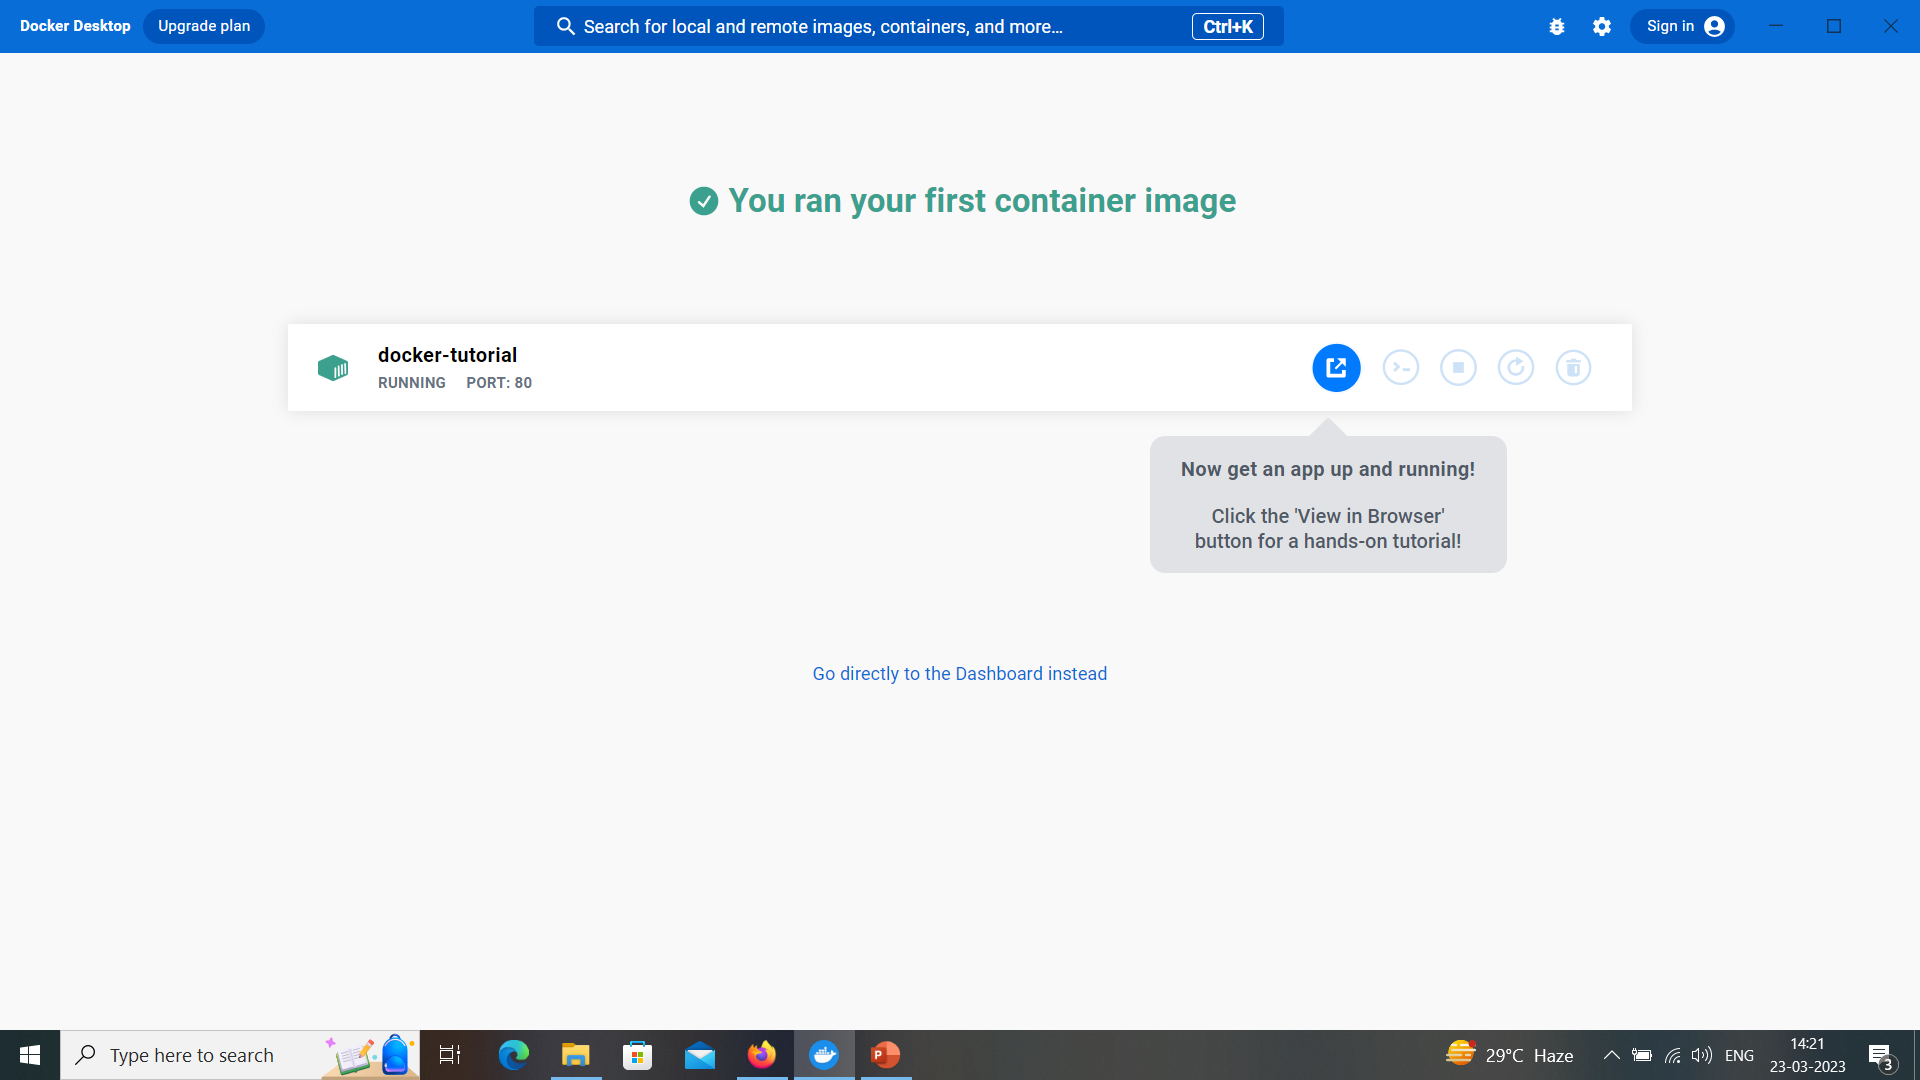 Docker Desktop
Upgrade plan
Search for local and remote images, containers, and more...
Ctrl+K
Sign in
You ran your first container image
docker-tutorial
RUNNING PORT: 80
Now get an app up and running!
Click the 'View in Browser'
button for a hands-on tutorial!
Go directly to the Dashboard instead
Type here to search
P
29°C Haze
ENG
14:21
23-03-2023
3